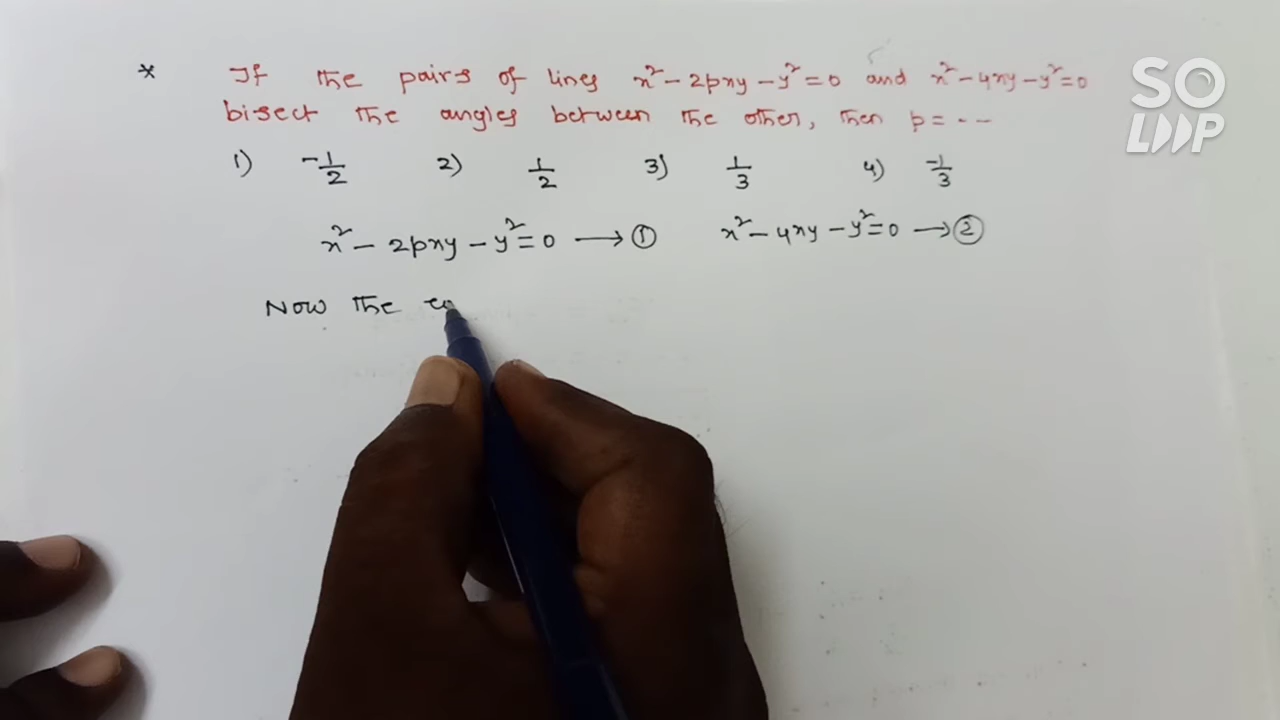 * If the pairs of lines x² - 2pxy - y² = 0 and x² - 4xy - y² = 0
bisect the angles between the other, then p = - - -
1) -1/2 2) 1/2 3) 1/3 4) -1/3
x² - 2pxy - y² = 0 → ① x² - 4xy - y² = 0 → ②
Now the
SOLOOP